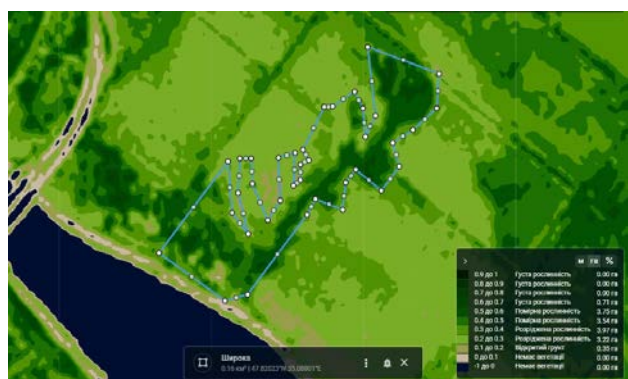 м га %
0.9 до 1 Густа рослинність 0.00 га
0.8 до 0.9 Густа рослинність 0.00 га
0.7 до 0.8 Густа рослинність 0.00 га
0.6 до 0.7 Густа рослинність 0.71 га
0.5 до 0.6 Помірна рослинність 3.75 га
0.4 до 0.5 Помірна рослинність 3.54 га
0.3 до 0.4 Розріджена рослинність 3.97 га
0.2 до 0.3 Розріджена рослинність 3.22 га
0.1 до 0.2 Відкритий ґрунт 0.35 га
0 до 0.1 Немає вегетації 0.00 га
-1 до 0 Немає вегетації 0.00 га
Широка
0.16 км² |